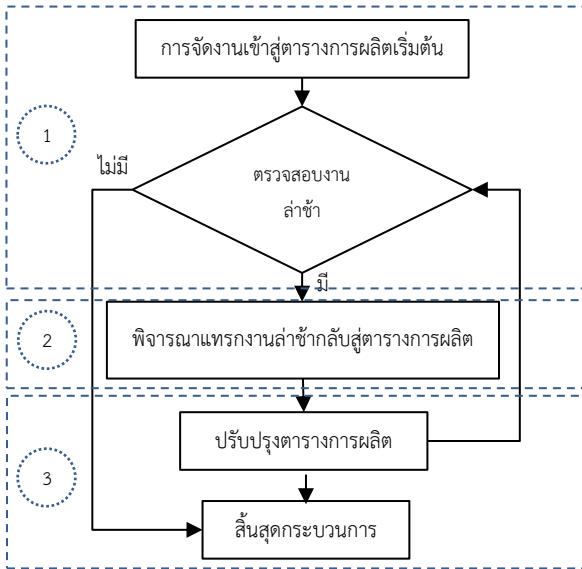 การจัดงานเข้าสู่ตารางการผลิตเริ่มต้น
1
ไม่มี
ตรวจสอบงาน
ล่าช้า
มี
2
พิจารณาแทรกงานล่าช้ากลับสู่ตารางการผลิต
ปรับปรุงตารางการผลิต
3
สิ้นสุดกระบวนการ